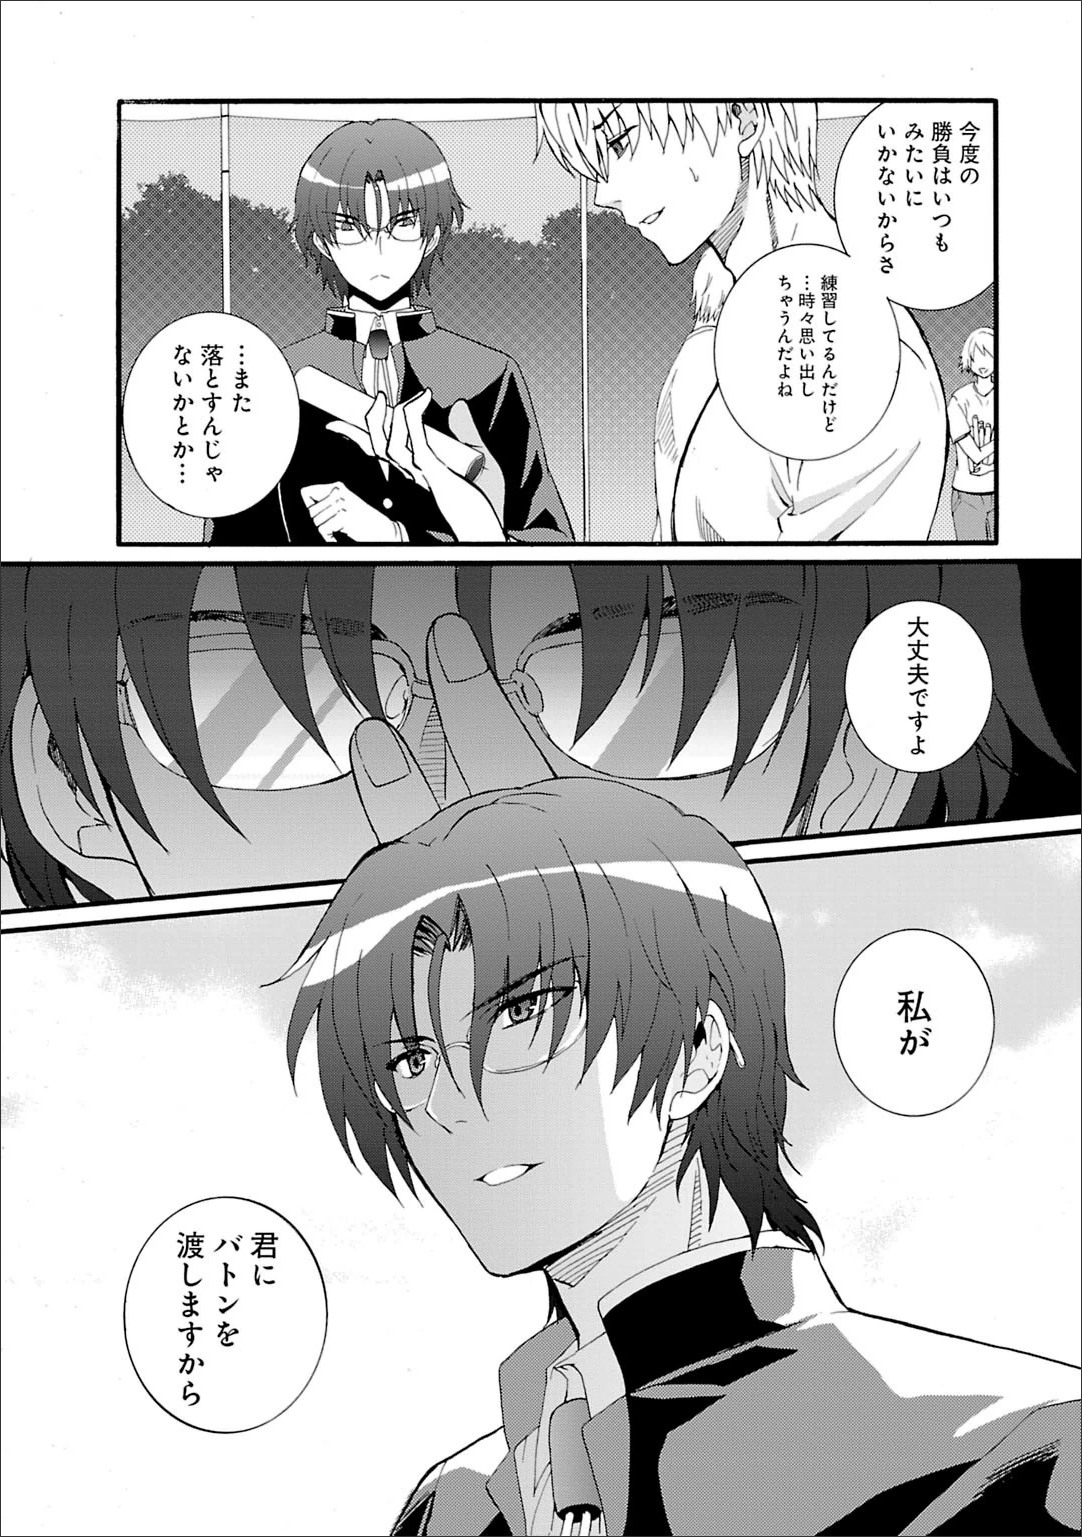 今度の
勝負はいつも
みたいに
いかないからさ
練習してるんだけど
…時々思い出し
ちゃうんだよね
…また
落とすんじゃ
ないかとか…
大丈夫ですよ
私が
君に
バトンを
渡しますから